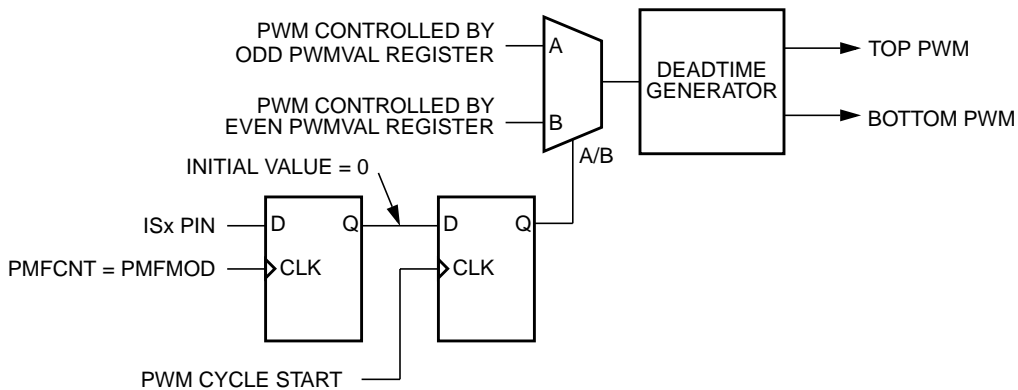 PWM CONTROLLED BY
ODD PWMVAL REGISTER
A
DEADTIME
GENERATOR
TOP PWM
PWM CONTROLLED BY
EVEN PWMVAL REGISTER
B
BOTTOM PWM
A/B
INITIAL VALUE = 0
ISx PIN
D
Q
D
Q
PMFCNT = PMFMOD
CLK
CLK
PWM CYCLE START